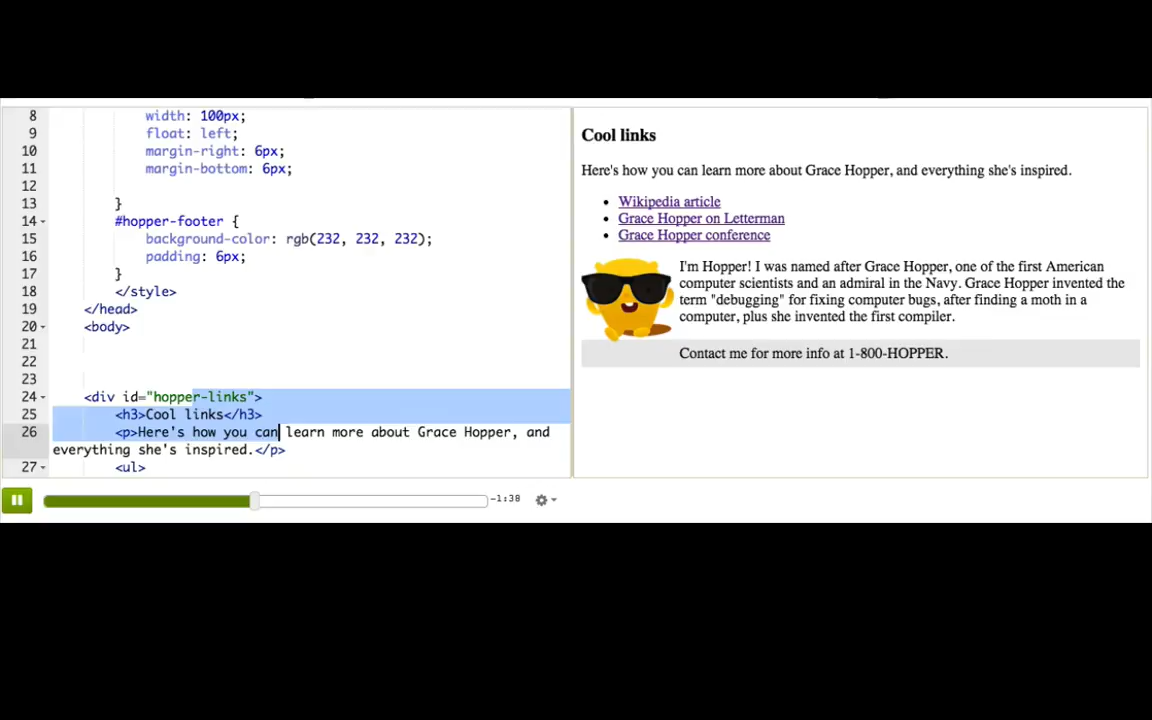 8 width: 100px;
9 float: left;
10 margin-right: 6px;
11 margin-bottom: 6px;
12
13 }
14 #hopper-footer {
15 background-color: rgb(232, 232, 232);
16 padding: 6px;
17 }
18 </style>
19 </head>
20 <body>
21
22
23
24 <div id="hopper-links">
25 <h3>Cool links</h3>
26 <p>Here's how you can learn more about Grace Hopper, and
everything she's inspired.</p>
27 <ul>
-1:38
Cool links
Here's how you can learn more about Grace Hopper, and everything she's inspired.
Wikipedia article
Grace Hopper on Letterman
Grace Hopper conference
I'm Hopper! I was named after Grace Hopper, one of the first American
computer scientists and an admiral in the Navy. Grace Hopper invented the
term "debugging" for fixing computer bugs, after finding a moth in a
computer, plus she invented the first compiler.
Contact me for more info at 1-800-HOPPER.